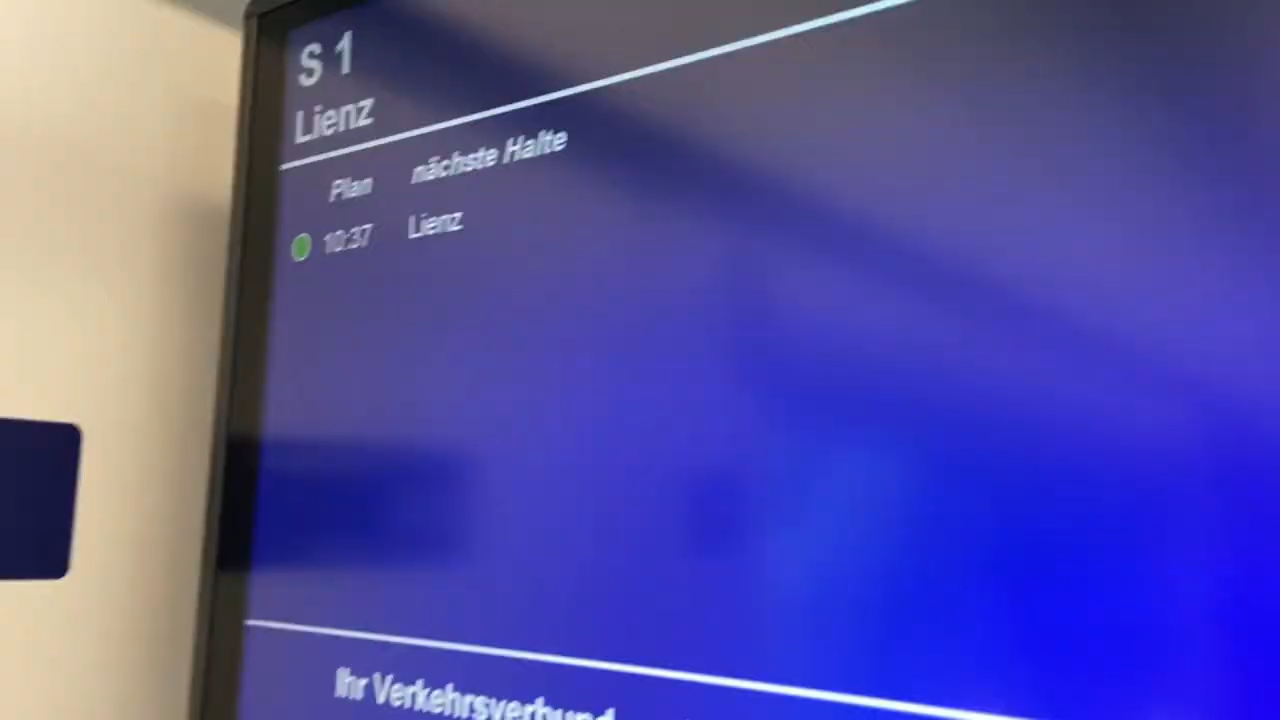 S 1
Lienz
Plan nächste Halte
10:37 Lienz
Ihr Verkehrsverbund